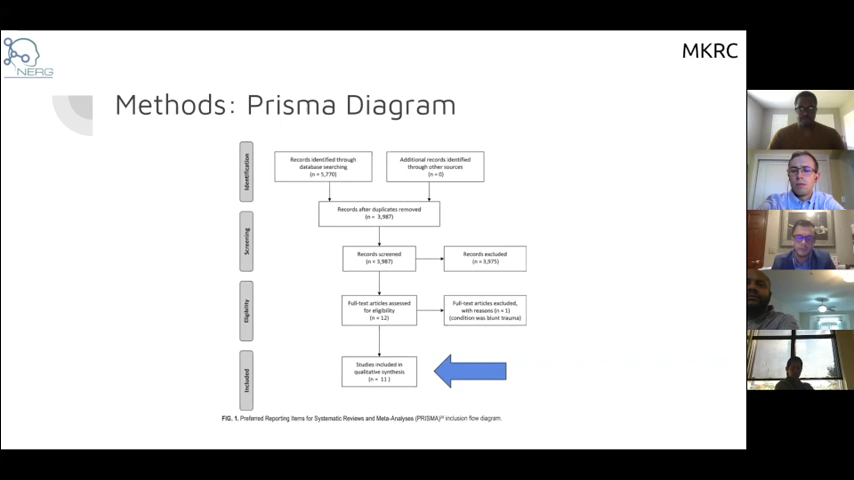 NERG
MKRC
Methods: Prisma Diagram
Identification
Records identified through
database searching
(n = 5,770)
Additional records identified
through other sources
(n = 0)
Records after duplicates removed
(n = 3,987)
Screening
Records screened
(n = 3,987)
Records excluded
(n = 3,975)
Eligibility
Full-text articles assessed
for eligibility
(n = 12)
Full-text articles excluded,
with reasons (n = 1)
(condition was blunt trauma)
Included
Studies included in
qualitative synthesis
(n = 11 )
FIG. 1. Preferred Reporting Items for Systematic Reviews and Meta-Analyses (PRISMA) inclusion flow diagram.